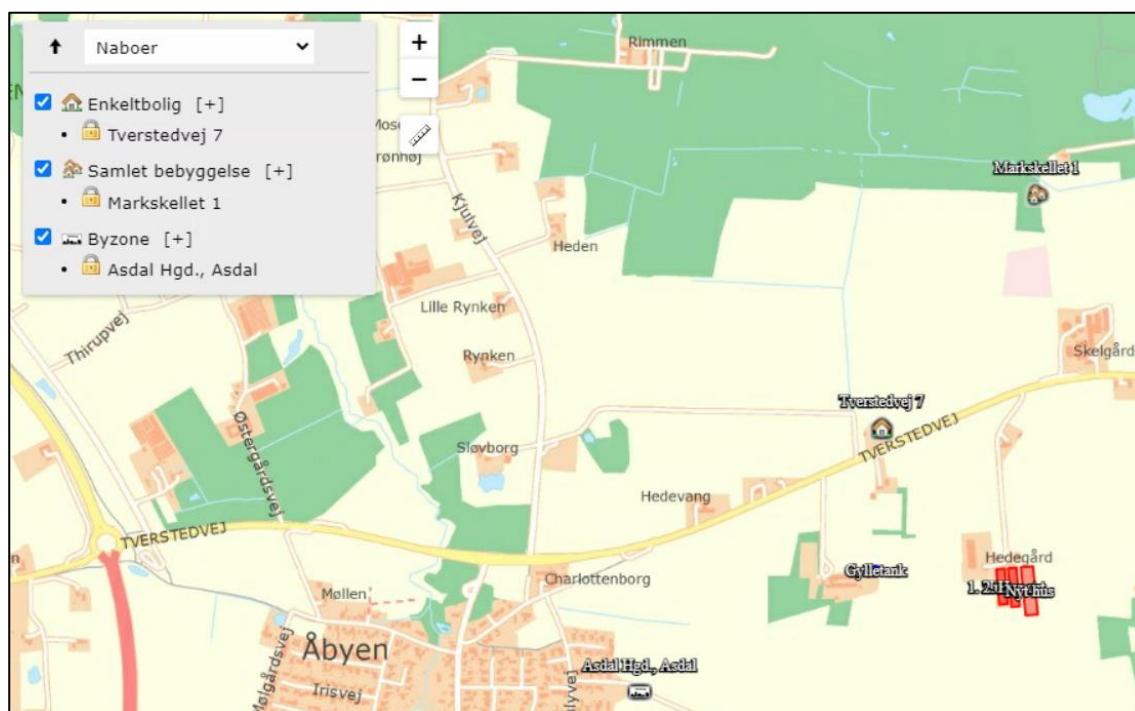 Naboer
Enkeltbolig [+]
Tverstedvej 7
Samlet bebyggelse [+]
Markskellet 1
Byzone [+]
Asdal Hgd., Asdal
+
−
Rimmen
Markskellet 1
Kjulvej
Heden
Lille Rynken
Thirupvej
Rynken
Skelgård
Tverstedvej 7
Østergårdsvej
Sløvborg
TVERSTEDVEJ
Hedevang
TVERSTEDVEJ
Hedegård
Gylletank
Charlottenborg
Nyt hus
Møllen
Åbyen
Asdal Hgd., Asdal
Irisvej
Mølgårdsvej